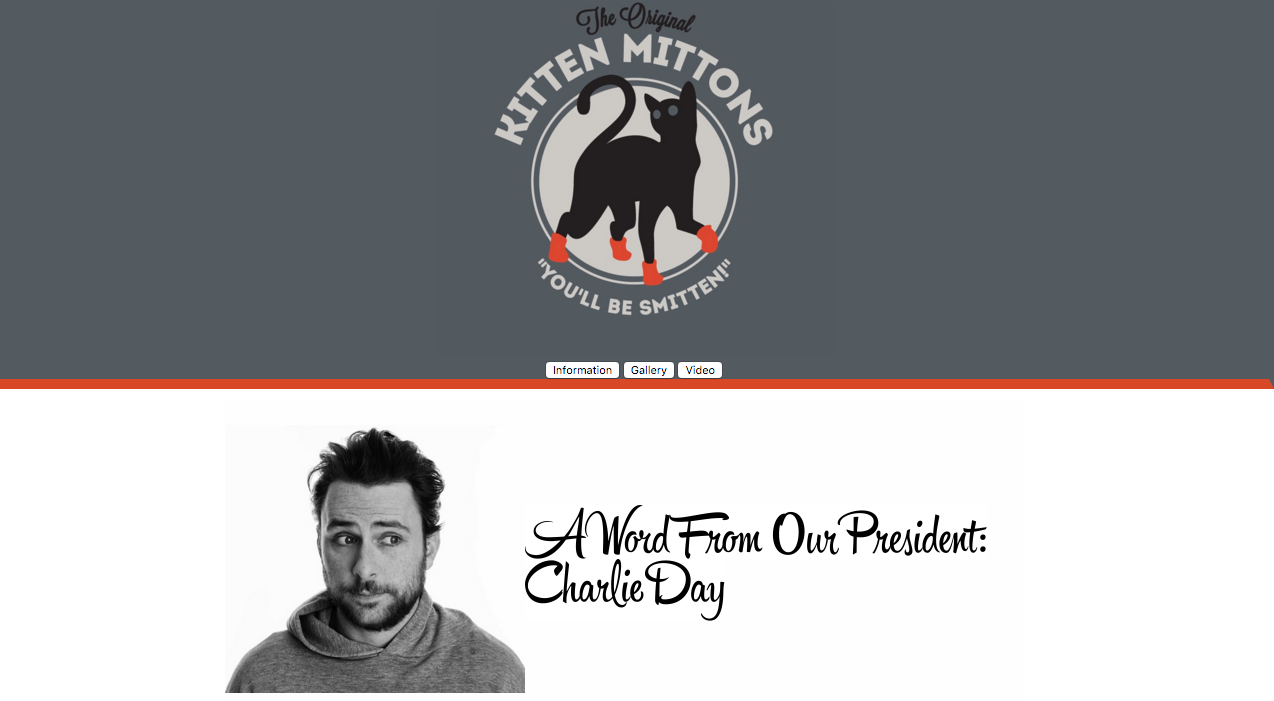 The Original
KITTEN MITTONS
"YOU'LL BE SMITTEN!"
Information Gallery Video
A Word From Our President:
Charlie Day